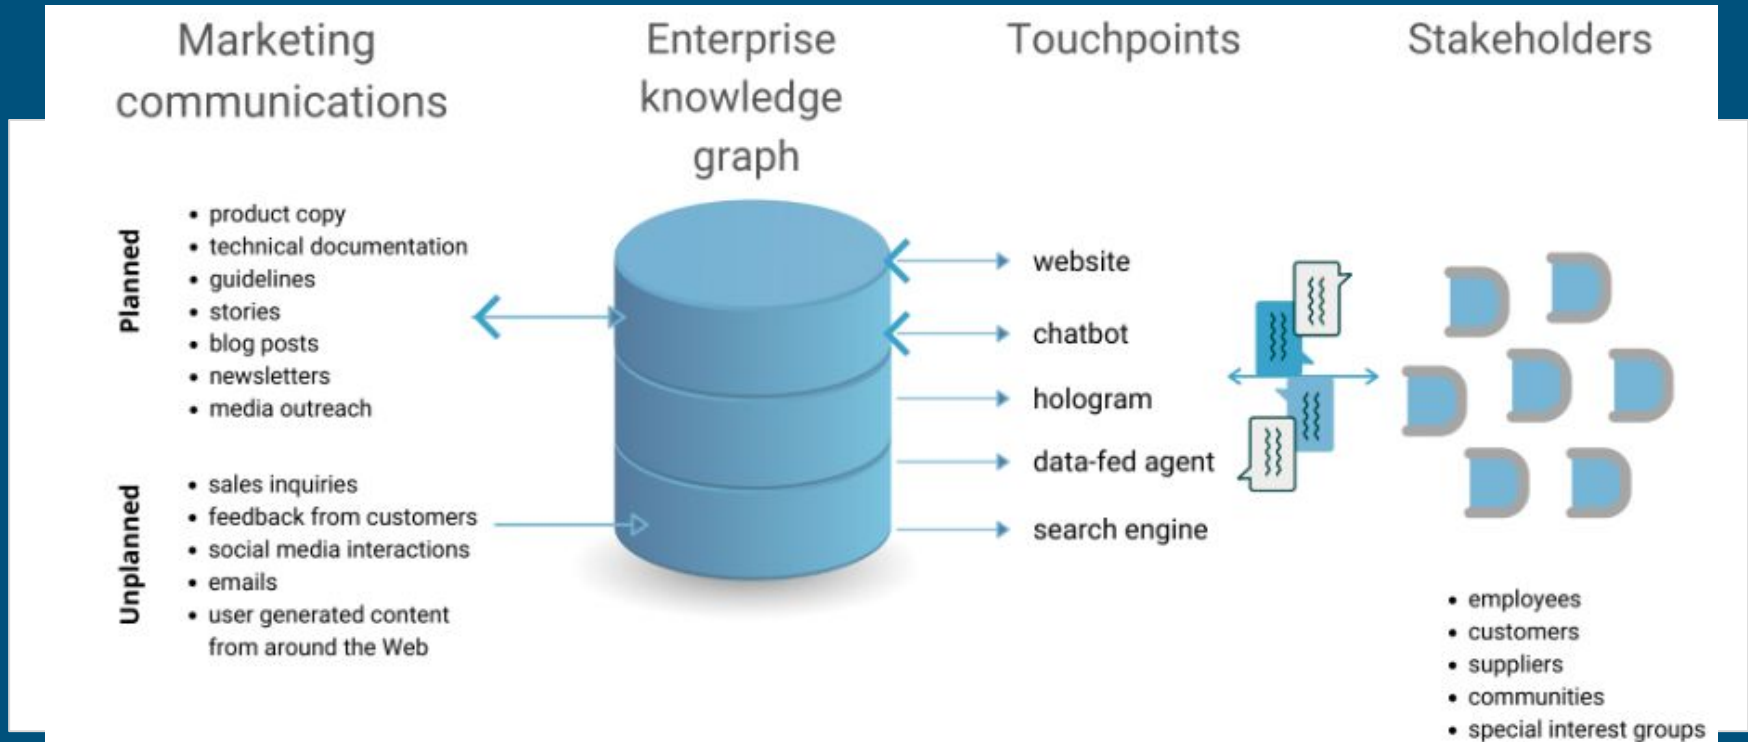 Marketing
communications
Enterprise
knowledge
graph
Touchpoints
Stakeholders
Planned
• product copy
• technical documentation
• guidelines
• stories
• blog posts
• newsletters
• media outreach
Unplanned
• sales inquiries
• feedback from customers
• social media interactions
• emails
• user generated content
from around the Web
website
chatbot
hologram
data-fed agent
search engine
• employees
• customers
• suppliers
• communities
• special interest groups